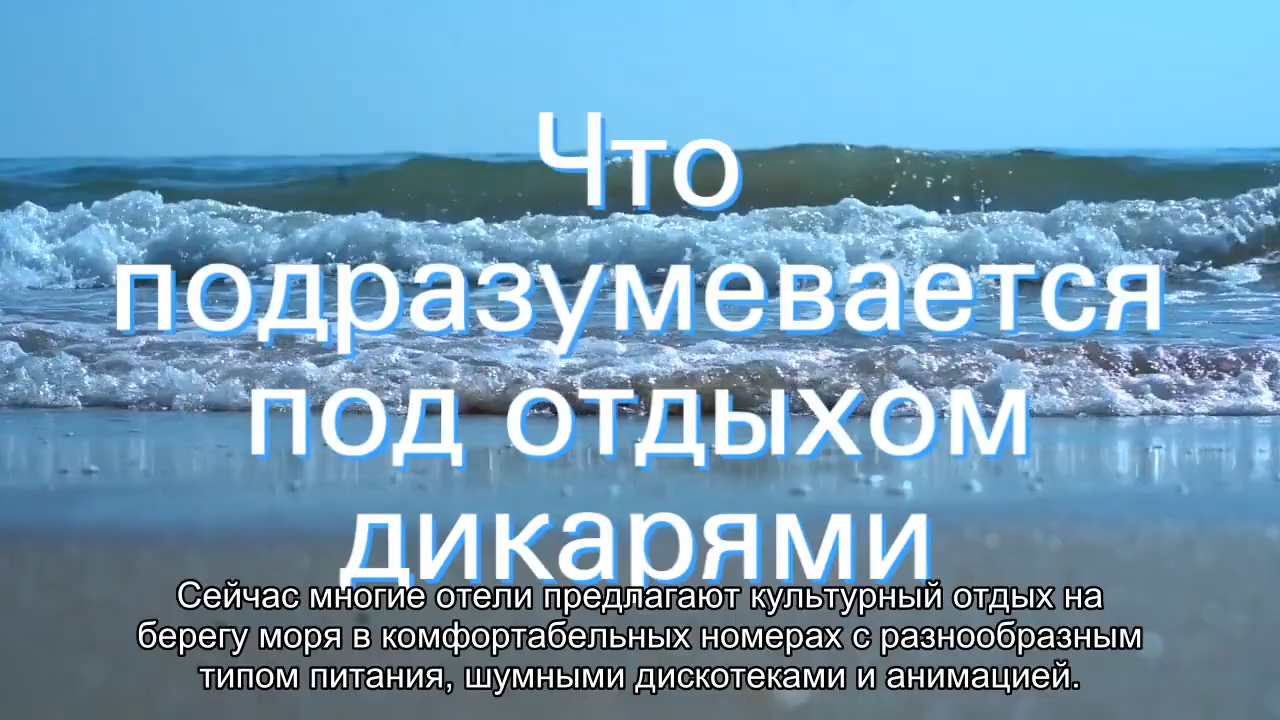 Что
подразумевается
под отдыхом
дикарями
Сейчас многие отели предлагают культурный отдых на
берегу моря в комфортабельных номерах с разнообразным
типом питания, шумными дискотеками и анимацией.